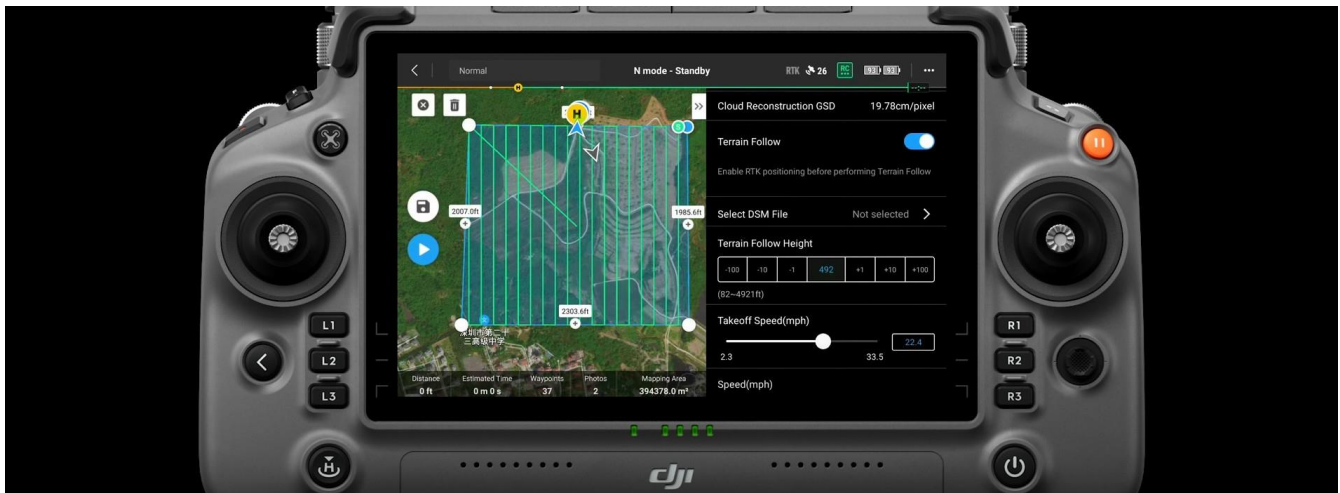 Normal
N mode - Standby
RTK
26
RC
93
93
H
2007.0ft
1985.6ft
2303.6ft
深圳市第二十
三高级中学
Distance
0 ft
Estimated Time
0 m 0 s
Waypoints
37
Photos
2
Mapping Area
394378.0 m²
Cloud Reconstruction GSD
19.78cm/pixel
Terrain Follow
Enable RTK positioning before performing Terrain Follow
Select DSM File
Not selected
Terrain Follow Height
-100
-10
-1
492
+1
+10
+100
(82~4921ft)
Takeoff Speed(mph)
22.4
2.3
33.5
Speed(mph)
L1
L2
L3
R1
R2
R3
H
dji